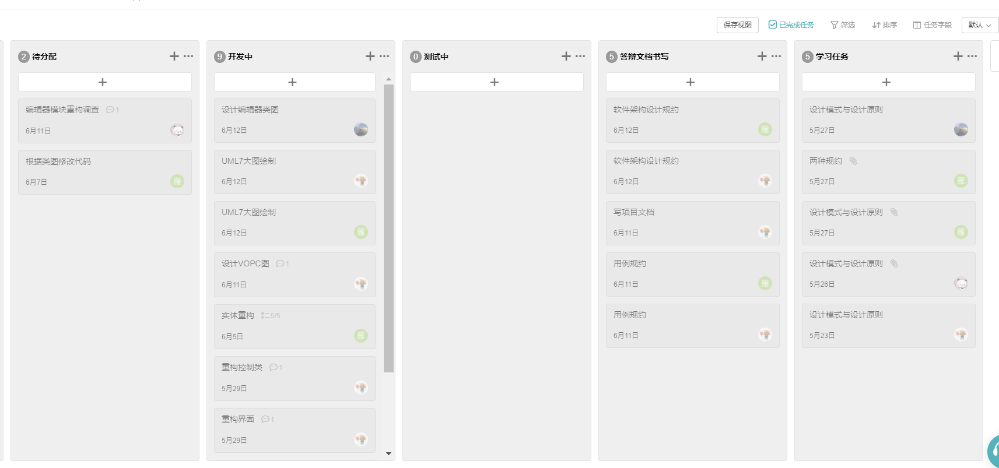 保存视图 已完成任务 筛选 排序 任务字段 默认
2 待分配
编辑器模块重构调查 1
6月11日
根据类图修改代码
6月7日
雁
9 开发中
设计编辑器类图
6月12日
UML7大图绘制
6月12日
UML7大图绘制
6月12日
雁
设计VOPC图 1
6月11日
实体重构 5/5
6月5日
雁
重构控制类 1
5月29日
重构界面 1
5月29日
0 测试中
5 答辩文档书写
软件架构设计规约
6月12日
雁
软件架构设计规约
6月12日
写项目文档
6月11日
用例规约
6月11日
雁
用例规约
6月11日
5 学习任务
设计模式与设计原则
5月27日
两种规约
5月27日
雁
设计模式与设计原则
5月27日
雁
设计模式与设计原则
5月26日
设计模式与设计原则
5月23日